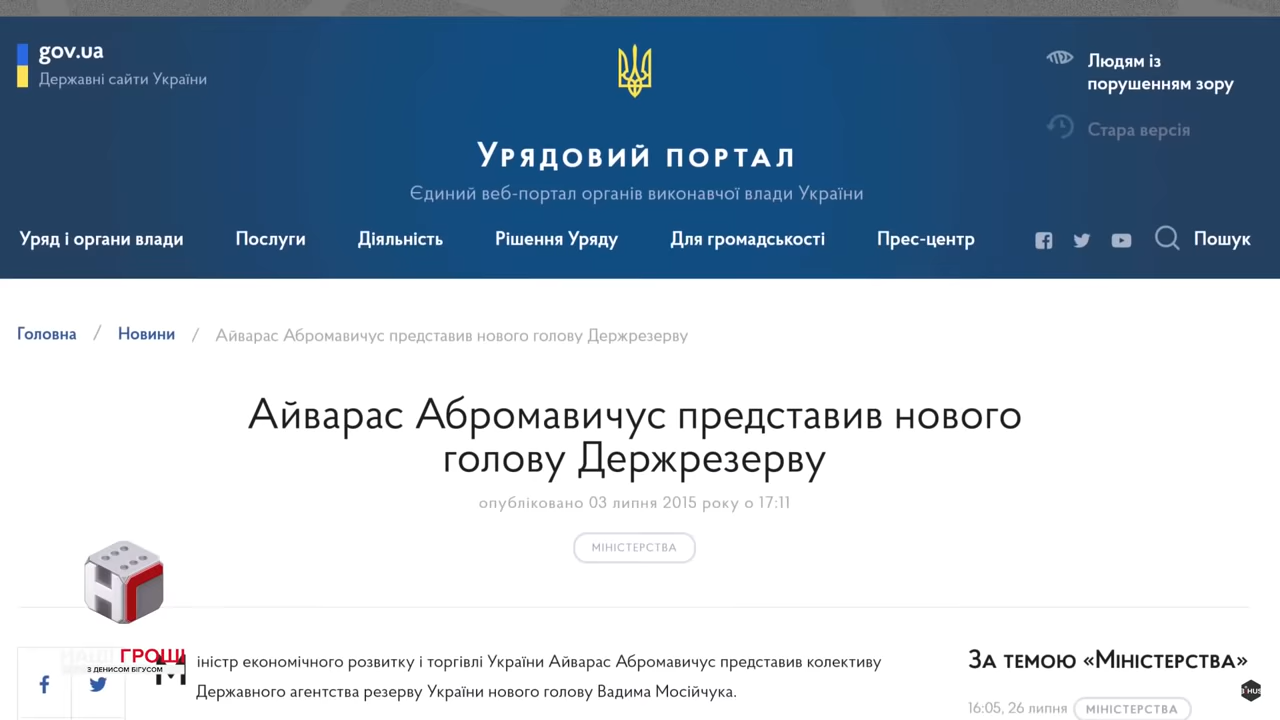 gov.ua
Державні сайти України
Людям із
порушенням зору
Стара версія
Урядовий портал
Єдиний веб-портал органів виконавчої влади України
Уряд і органи влади
Послуги
Діяльність
Рішення Уряду
Для громадськості
Прес-центр
Пошук
Головна / Новини / Айварас Абромавичус представив нового голову Держрезерву
Айварас Абромавичус представив нового
голову Держрезерву
опубліковано 03 липня 2015 року о 17:11
МІНІСТЕРСТВА
НАШІ ГРОШІ
З ДЕНИСОМ БІГУСОМ
Міністр економічного розвитку і торгівлі України Айварас Абромавичус представив колективу
Державного агентства резерву України нового голову Вадима Мосійчука.
За темою «Міністерства»
16:05, 26 липня
МІНІСТЕРСТВА